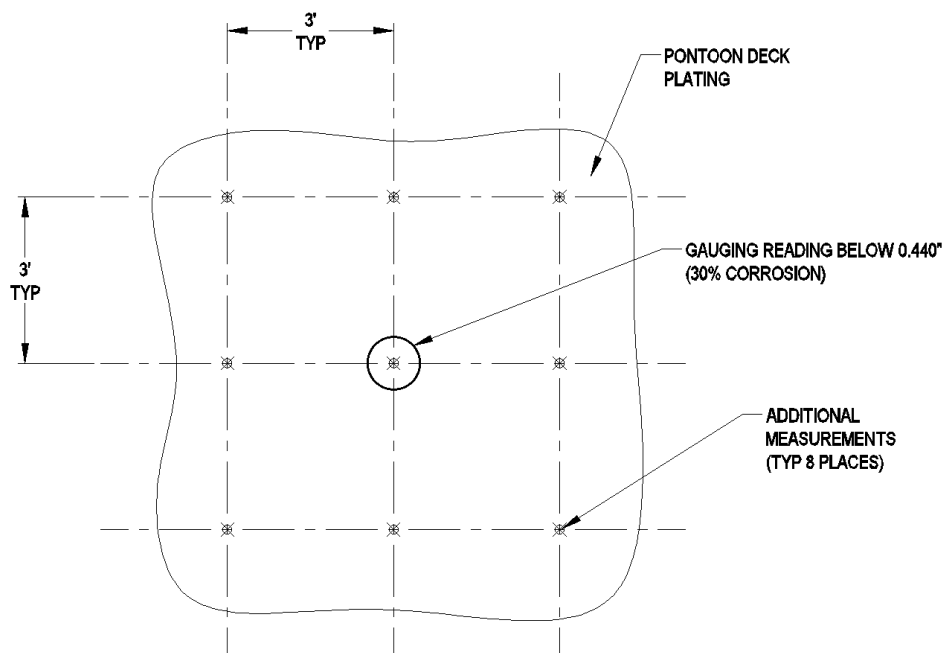 3'
TYP
PONTOON DECK
PLATING
3'
TYP
GAUGING READING BELOW 0.440"
(30% CORROSION)
ADDITIONAL
MEASUREMENTS
(TYP 8 PLACES)